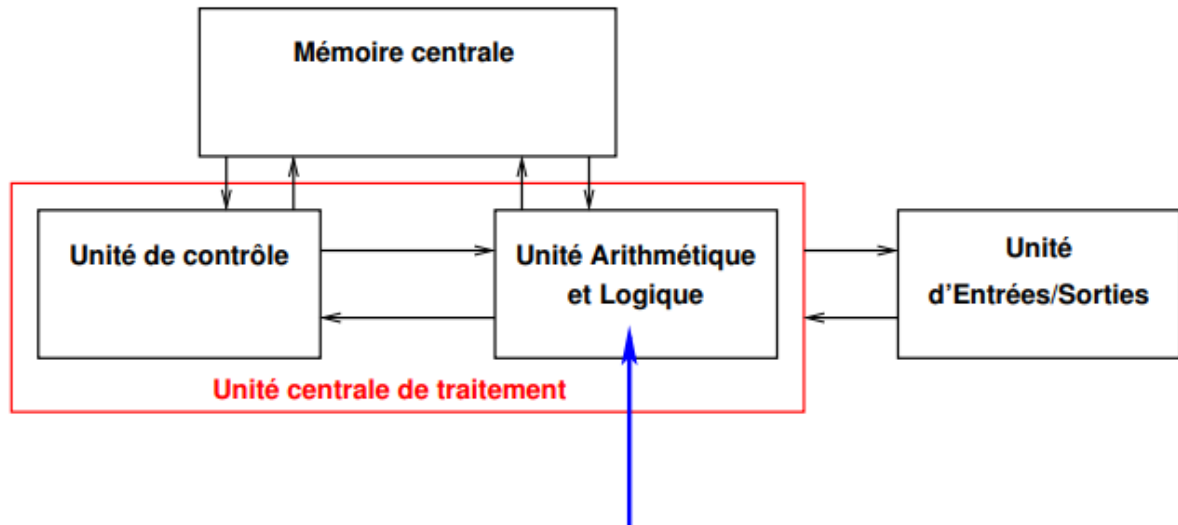 Mémoire centrale
Unité de contrôle
Unité Arithmétique
et Logique
Unité
d'Entrées/Sorties
Unité centrale de traitement